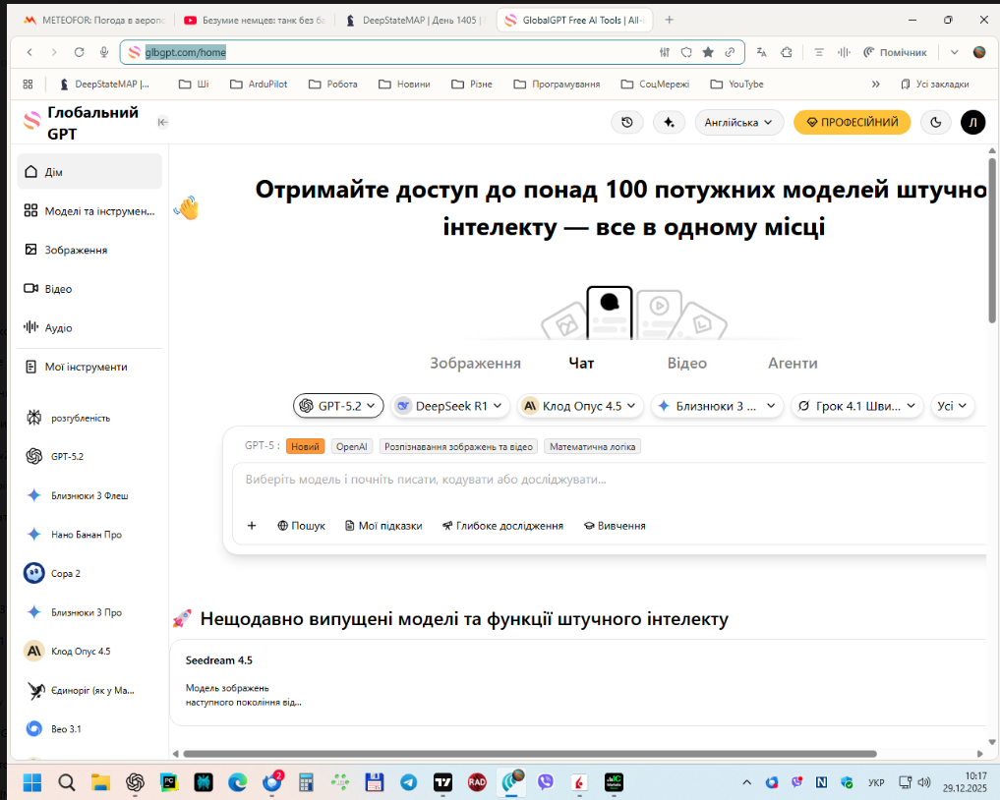 METEOFOR: Погода в аероп
Безумие немцев: танк без ба
DeepStateMAP | День 1405 |
GlobalGPT Free AI Tools | All-
glbgpt.com/home
Помічник
DeepStateMAP |...
Ші
ArduPilot
Робота
Новини
Різне
Програмування
СоцМережі
YouTube
Усі закладки
Глобальний
GPT
Англійська
ПРОФЕСІЙНИЙ
Л
Дім
Моделі та інструмен...
Зображення
Відео
Аудіо
Мої інструменти
розгубленість
GPT-5.2
Близнюки 3 Флеш
Нано Банан Про
Сора 2
Близнюки 3 Про
Клод Опус 4.5
Єдиноріг (як у Ma...
Вео 3.1
Отримайте доступ до понад 100 потужних моделей штучно
інтелекту — все в одному місці
Зображення
Чат
Відео
Агенти
GPT-5.2
DeepSeek R1
Клод Опус 4.5
Близнюки 3 ...
Грок 4.1 Шви...
Усі
GPT-5 :
Новий
OpenAI
Розпізнавання зображень та відео
Математична логіка
Виберіть модель і почніть писати, кодувати або досліджувати...
Пошук
Мої підказки
Глибоке дослідження
Вивчення
Нещодавно випущені моделі та функції штучного інтелекту
Seedream 4.5
Модель зображень
наступного покоління від...
2
PC
RAD
N
УКР
10:17
29.12.2025